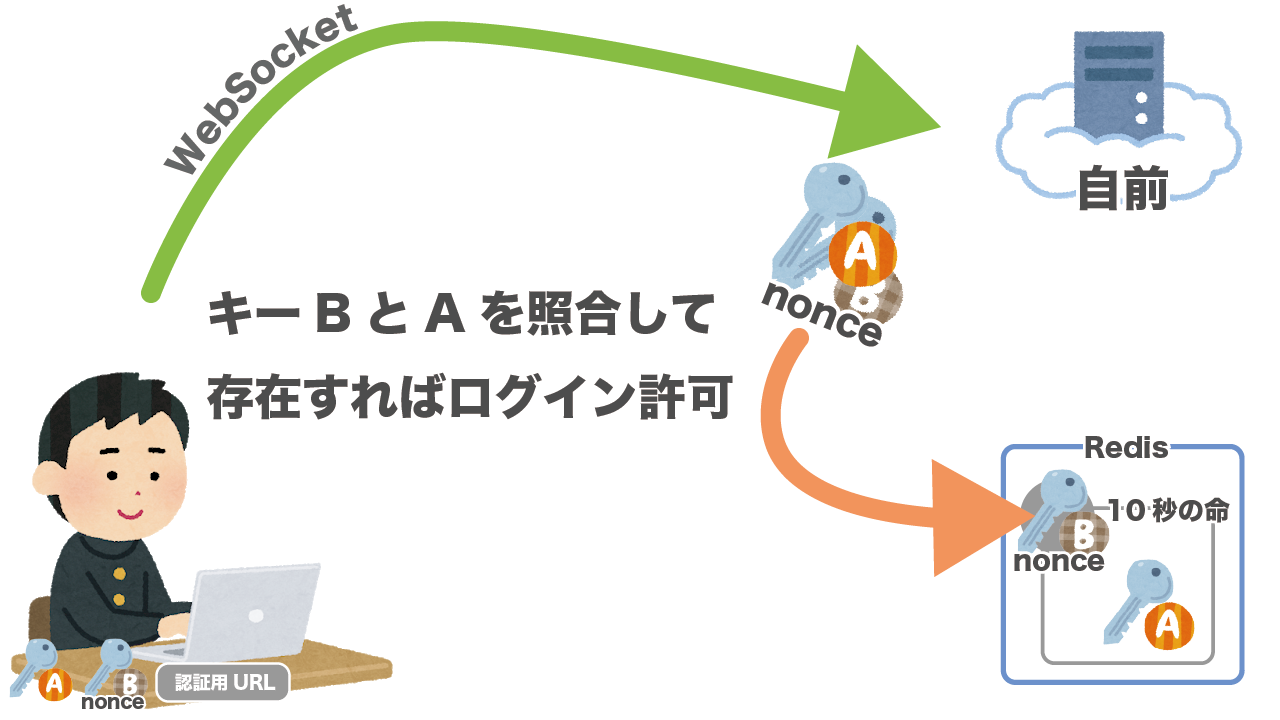 WebSocket
自前
A
B
nonce
キー B と A を照合して
存在すればログイン許可
Redis
10 秒の命
B
nonce
A
A
B
nonce
認証用 URL